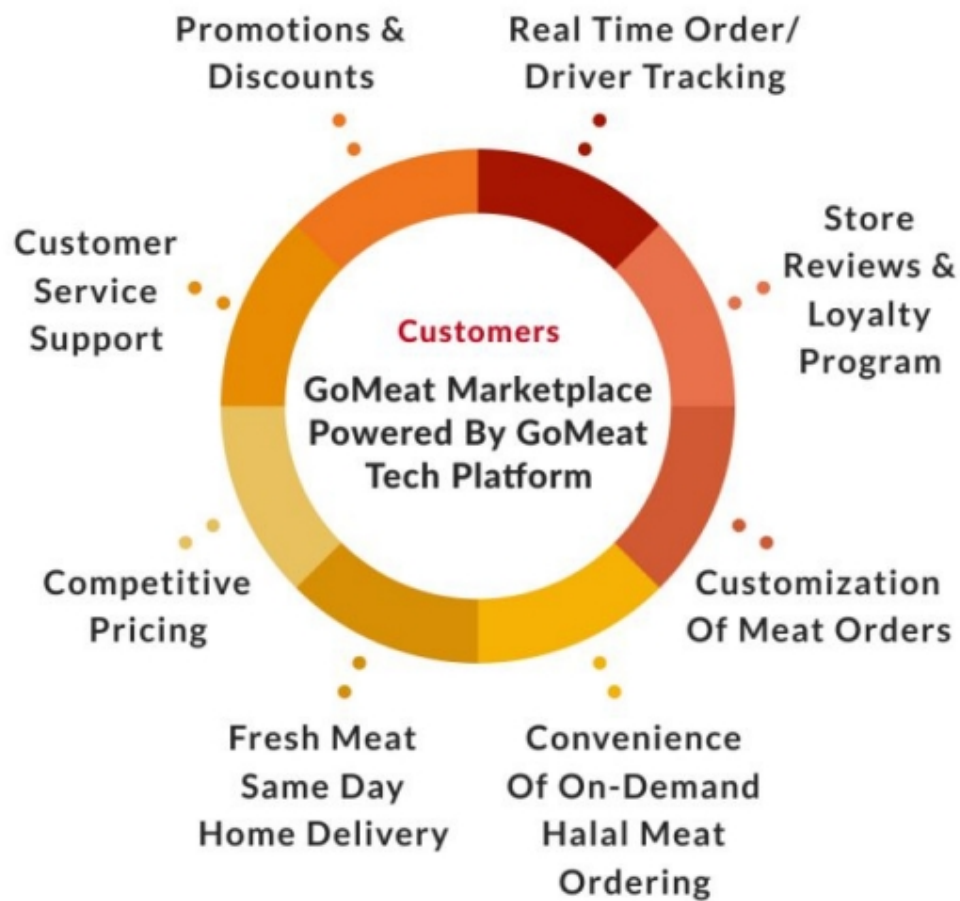 Promotions &
Discounts
Real Time Order/
Driver Tracking
Store
Reviews &
Loyalty
Program
Customization
Of Meat Orders
Convenience
Of On-Demand
Halal Meat
Ordering
Fresh Meat
Same Day
Home Delivery
Competitive
Pricing
Customer
Service
Support
Customers
GoMeat Marketplace
Powered By GoMeat
Tech Platform